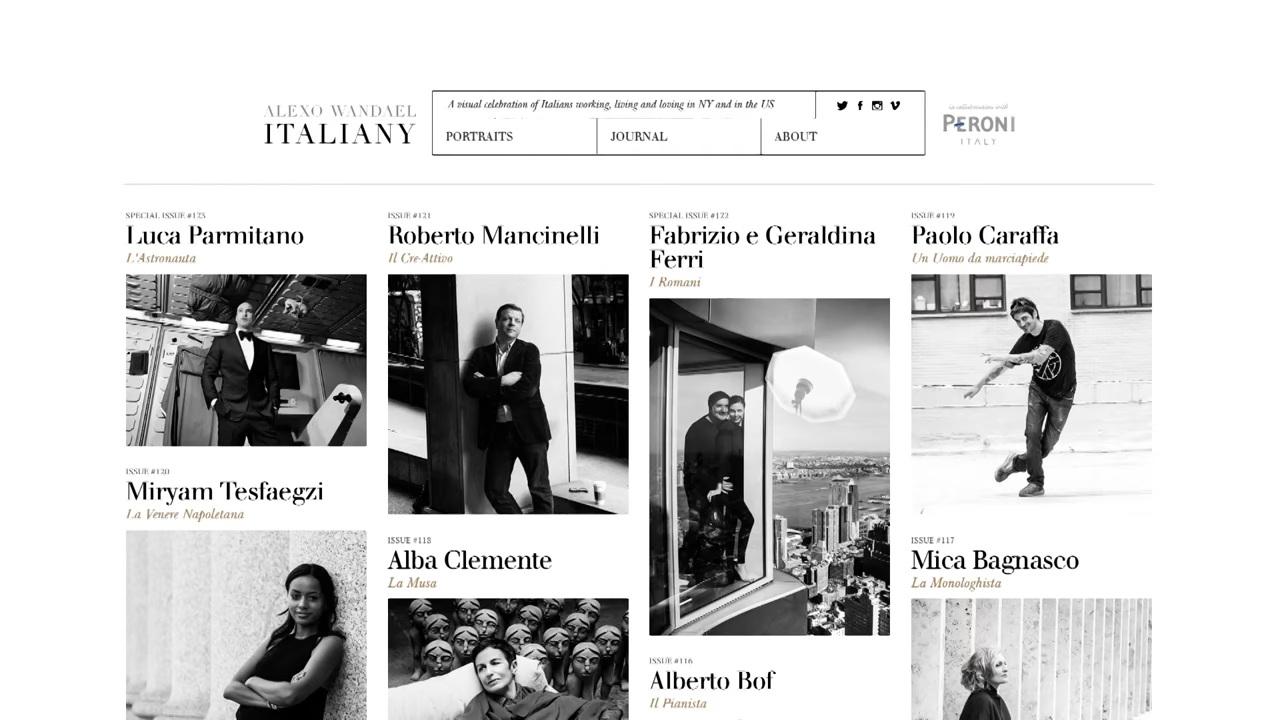 ALEXO WANDAEL
ITALIANY
A visual celebration of Italians working, living and loving in NY and in the US
PORTRAITS
JOURNAL
ABOUT
in collaboration with
PERONI
ITALY
SPECIAL ISSUE #123
Luca Parmitano
L'Astronauta
ISSUE #121
Roberto Mancinelli
Il Cre-Attivo
SPECIAL ISSUE #122
Fabrizio e Geraldina
Ferri
I Romani
ISSUE #119
Paolo Caraffa
Un Uomo da marciapiede
ISSUE #120
Miryam Tesfaegzi
La Venere Napoletana
ISSUE #118
Alba Clemente
La Musa
ISSUE #117
Mica Bagnasco
La Monologhista
ISSUE #116
Alberto Bof
Il Pianista